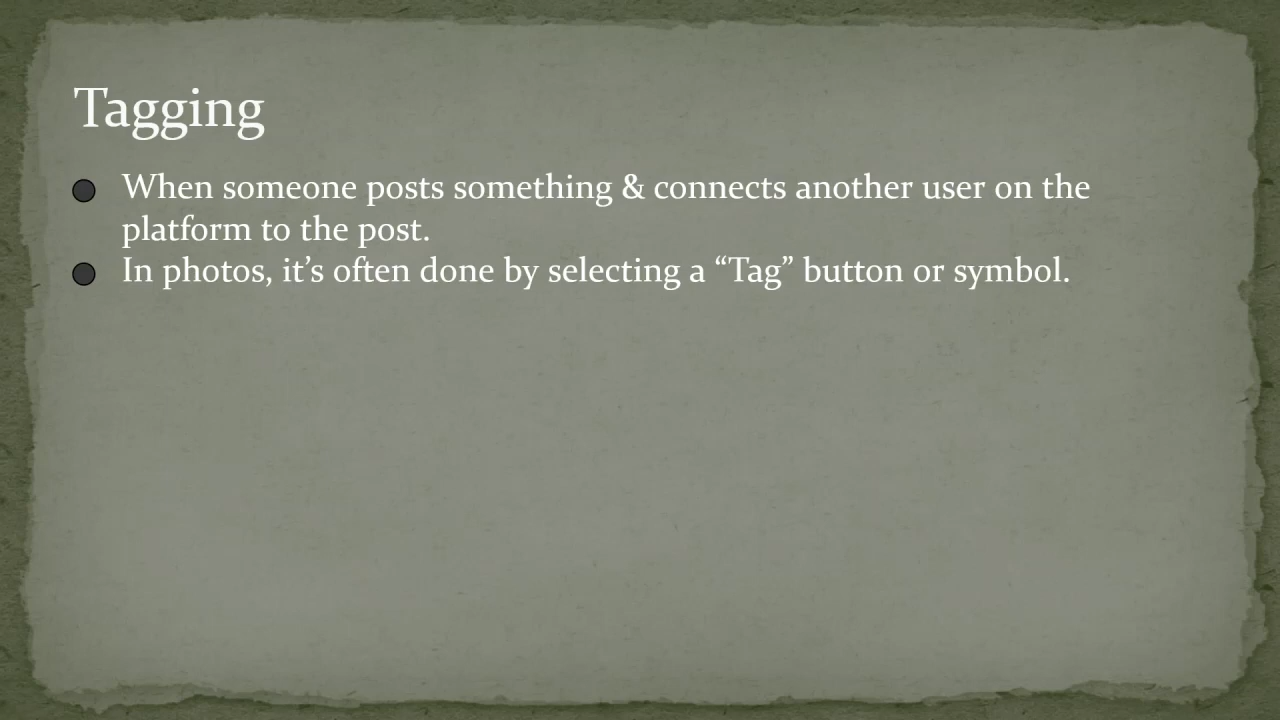 Tagging
When someone posts something & connects another user on the
platform to the post.
In photos, it’s often done by selecting a “Tag” button or symbol.